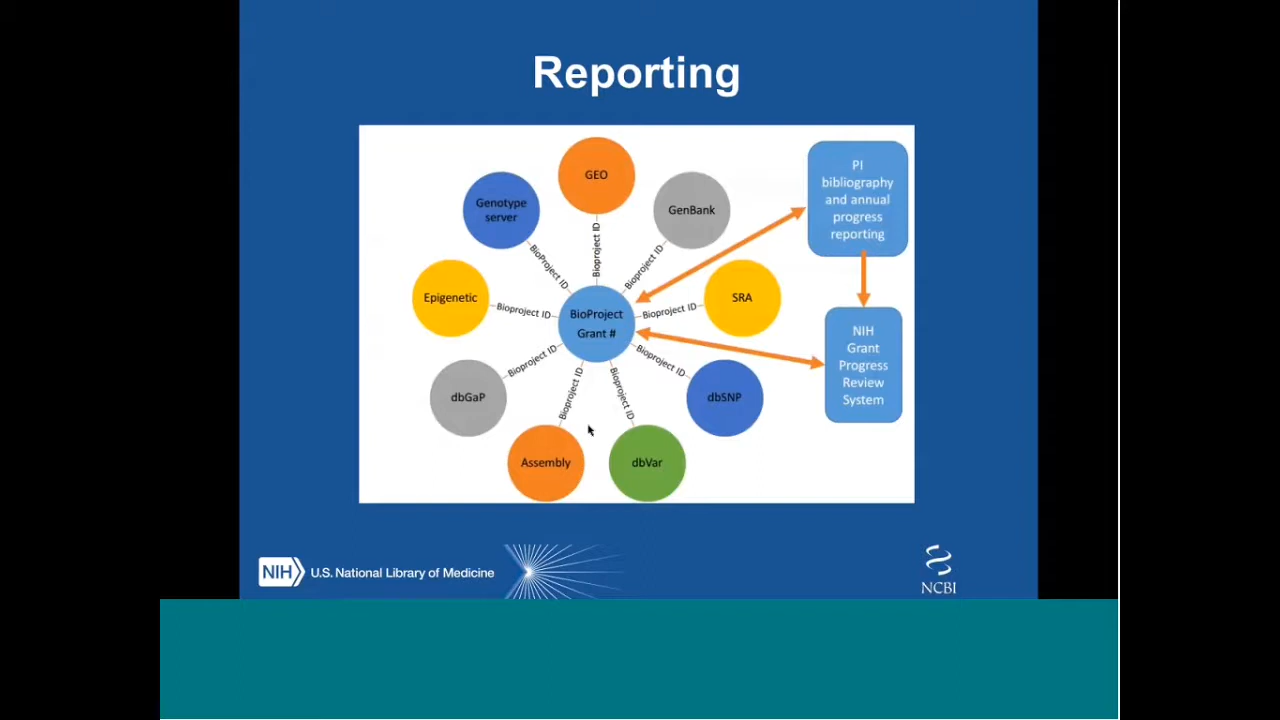 Reporting
GEO
Genotype
server
GenBank
Epigenetic
SRA
dbGaP
dbSNP
Assembly
dbVar
BioProject
Grant #
Bioproject ID
Bioproject ID
Bioproject ID
Bioproject ID
Bioproject ID
Bioproject ID
Bioproject ID
Bioproject ID
BioProject ID
PI
bibliography
and annual
progress
reporting
NIH
Grant
Progress
Review
System
NIH
U.S. National Library of Medicine
NCBI